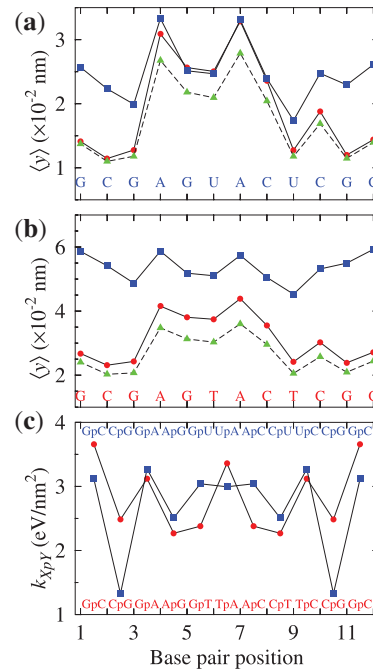 (a)
⟨y⟩ (×10⁻² nm)
3
2
1
G C G A G U A C U C G C
(b)
⟨y⟩ (×10⁻² nm)
6
4
2
G C G A G T A C T C G C
(c)
k_XpY (eV/nm²)
4
3
2
1
GpC CpG GpA ApG GpU UpA ApC CpU UpC CpG GpC
GpC CpG GpA ApG GpT TpA ApC CpT TpC CpG GpC
1 3 5 7 9 11
Base pair position